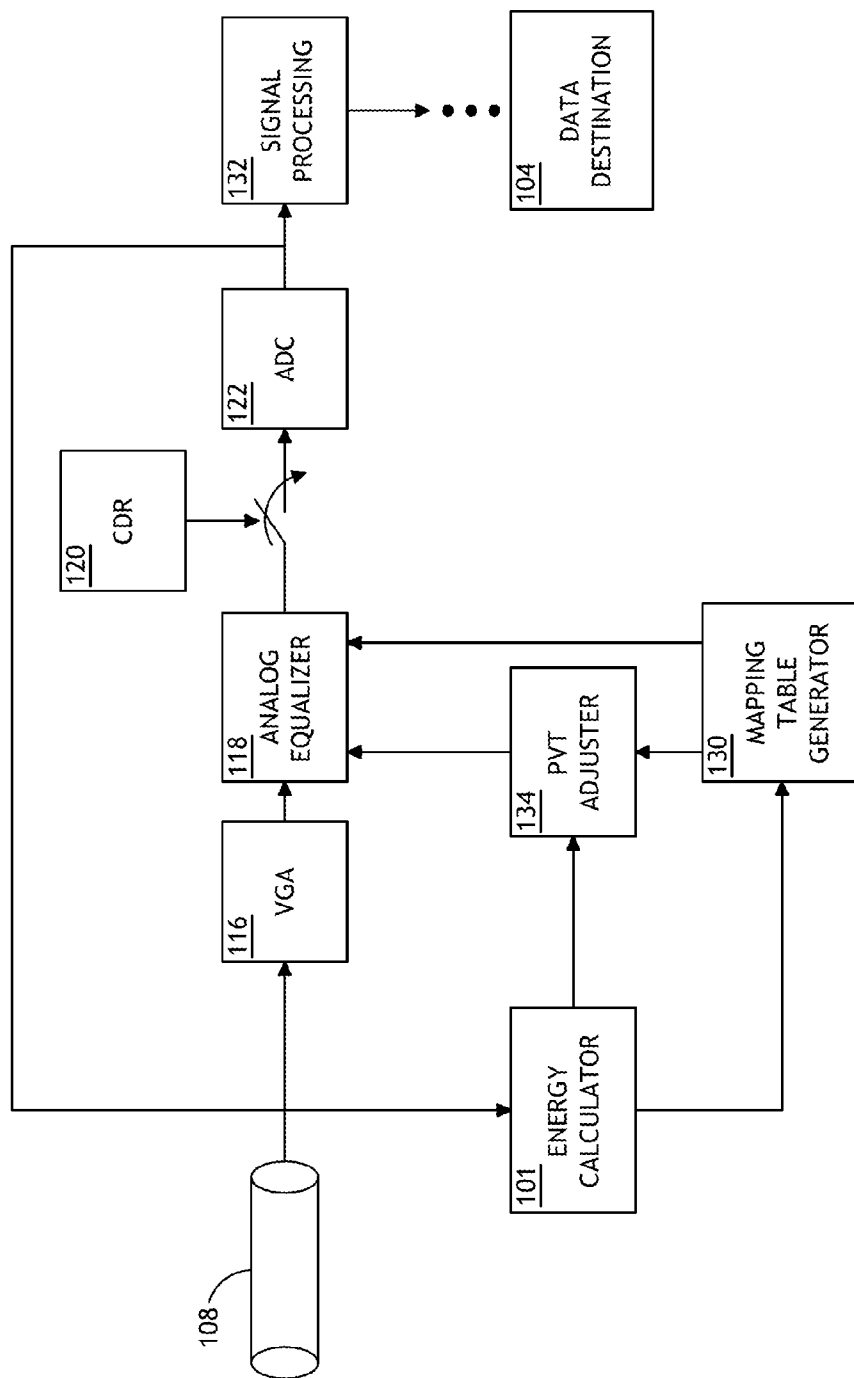 108
116
VGA
118
ANALOG
EQUALIZER
120
CDR
122
ADC
132
SIGNAL
PROCESSING
104
DATA
DESTINATION
101
ENERGY
CALCULATOR
134
PVT
ADJUSTER
130
MAPPING
TABLE
GENERATOR